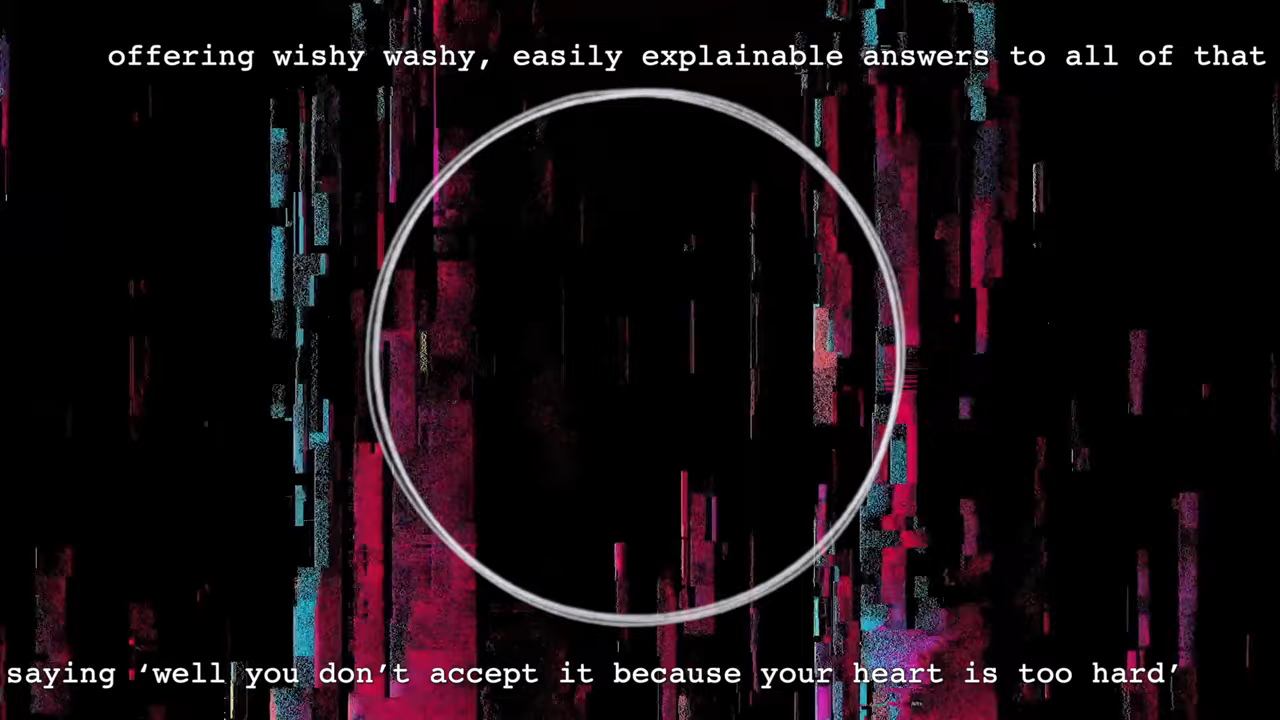 offering wishy washy, easily explainable answers to all of that
saying ‘well you don’t accept it because your heart is too hard’